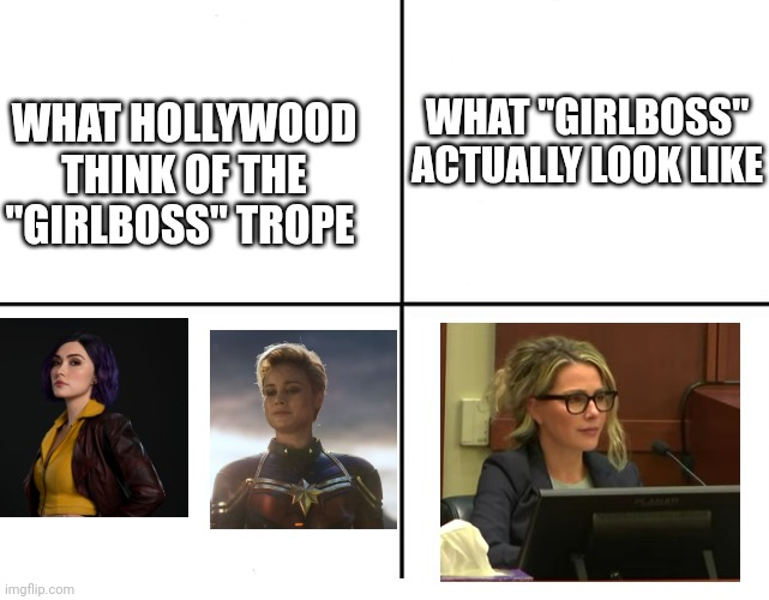 WHAT HOLLYWOOD
THINK OF THE
"GIRLBOSS" TROPE
WHAT "GIRLBOSS"
ACTUALLY LOOK LIKE
imgflip.com